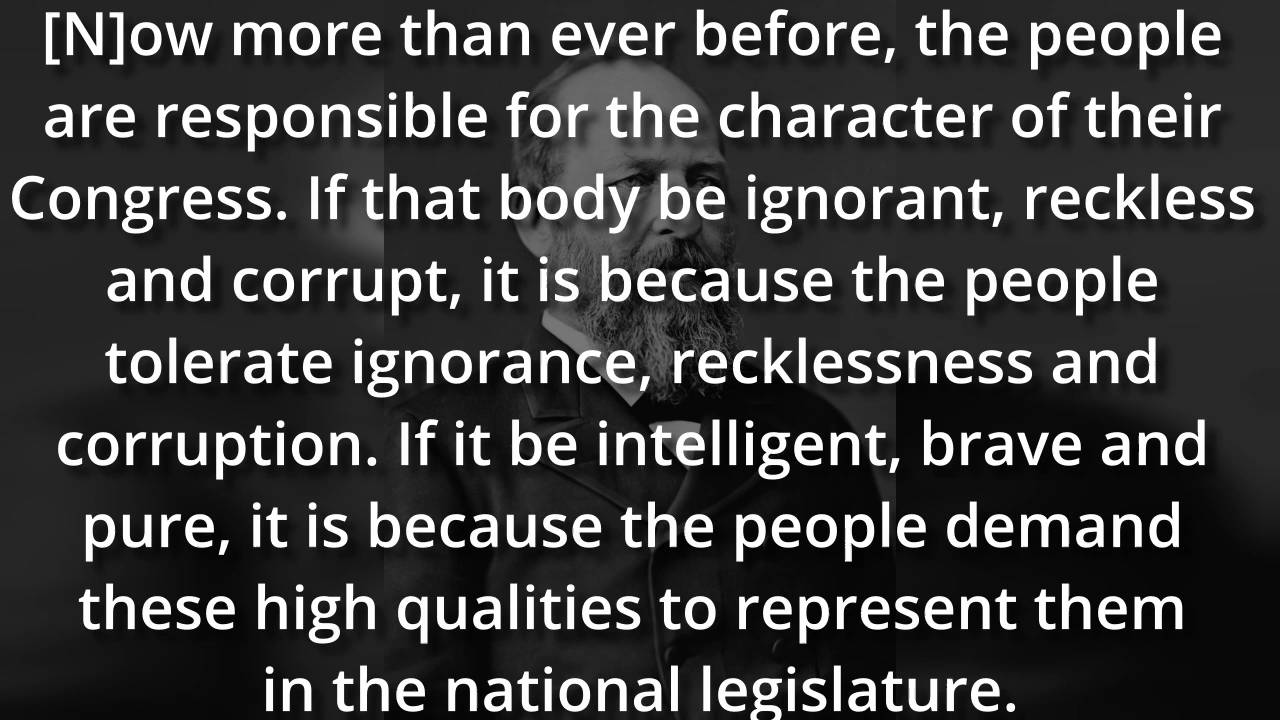 [N]ow more than ever before, the people
are responsible for the character of their
Congress. If that body be ignorant, reckless
and corrupt, it is because the people
tolerate ignorance, recklessness and
corruption. If it be intelligent, brave and
pure, it is because the people demand
these high qualities to represent them
in the national legislature.